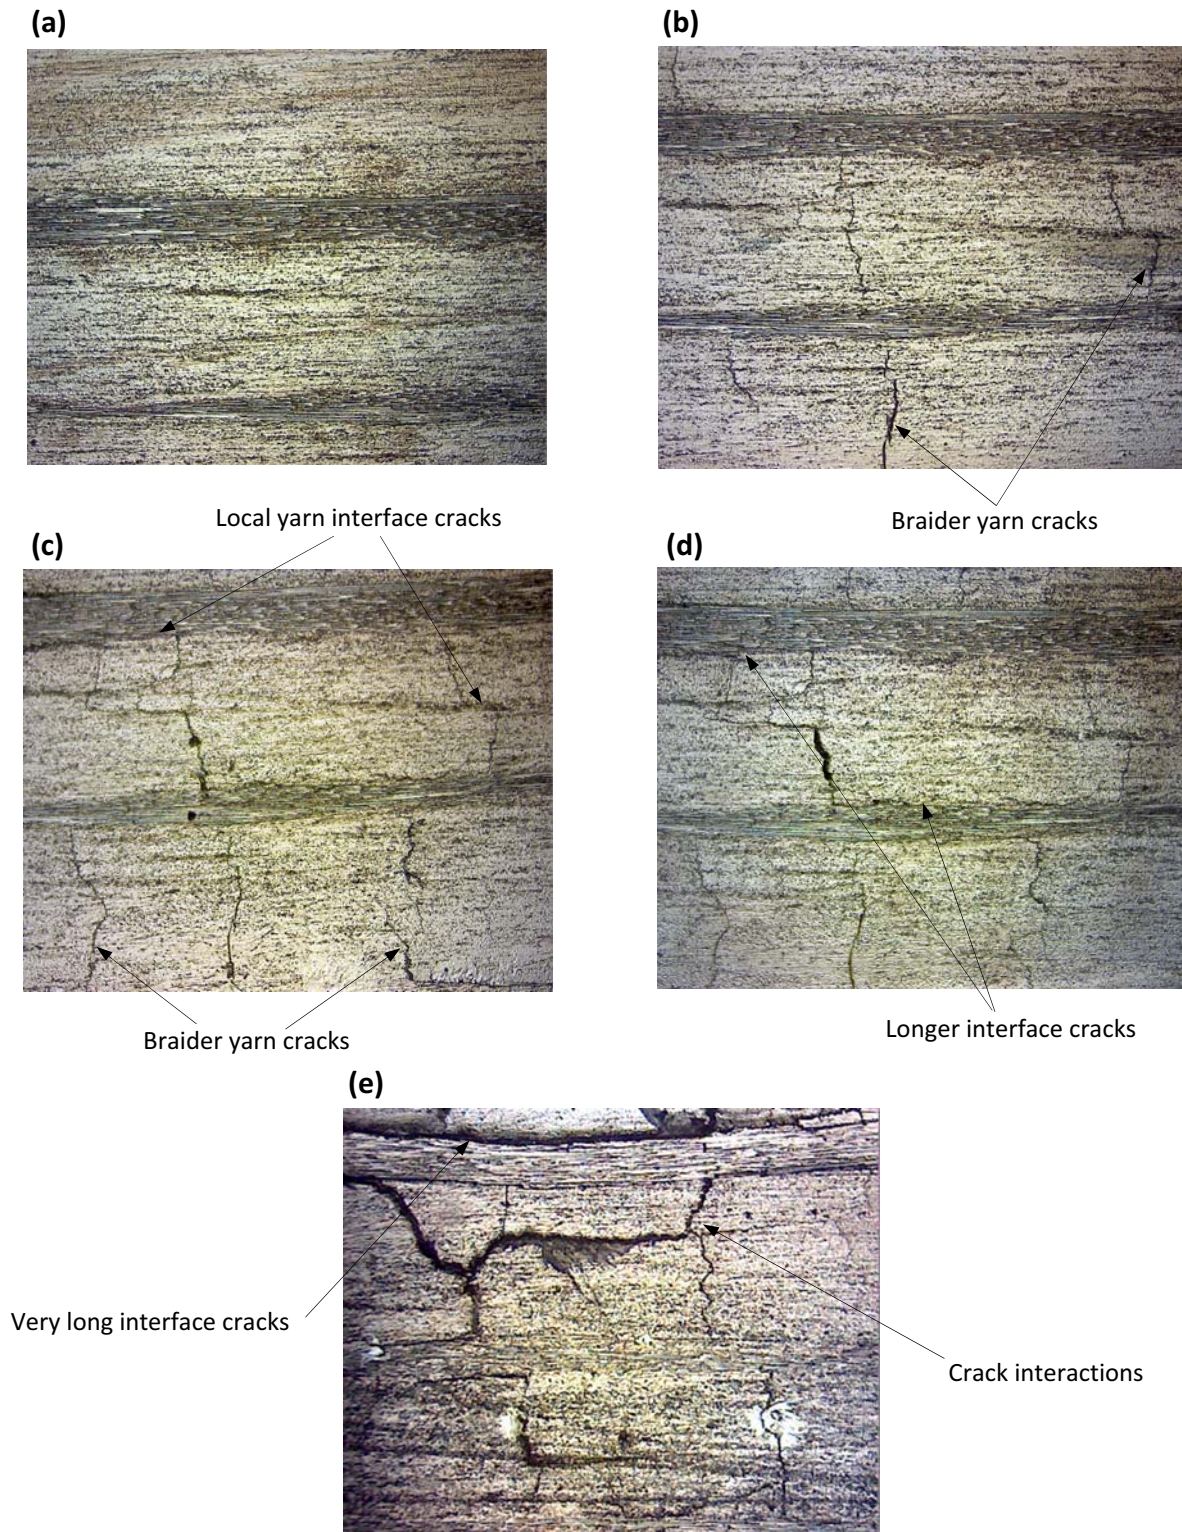 (a)
(b)
Braider yarn cracks
Local yarn interface cracks
(c)
(d)
Braider yarn cracks
Longer interface cracks
(e)
Very long interface cracks
Crack interactions